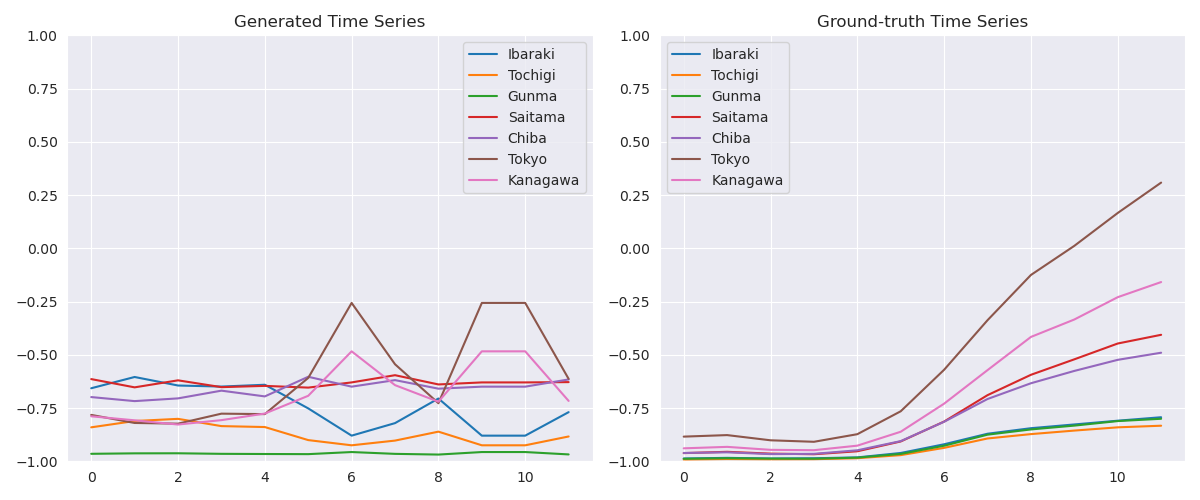 Generated Time Series
1.00
0.75
0.50
0.25
0.00
−0.25
−0.50
−0.75
−1.00
0 2 4 6 8 10
Ibaraki
Tochigi
Gunma
Saitama
Chiba
Tokyo
Kanagawa
Ground-truth Time Series
1.00
0.75
0.50
0.25
0.00
−0.25
−0.50
−0.75
−1.00
0 2 4 6 8 10
Ibaraki
Tochigi
Gunma
Saitama
Chiba
Tokyo
Kanagawa